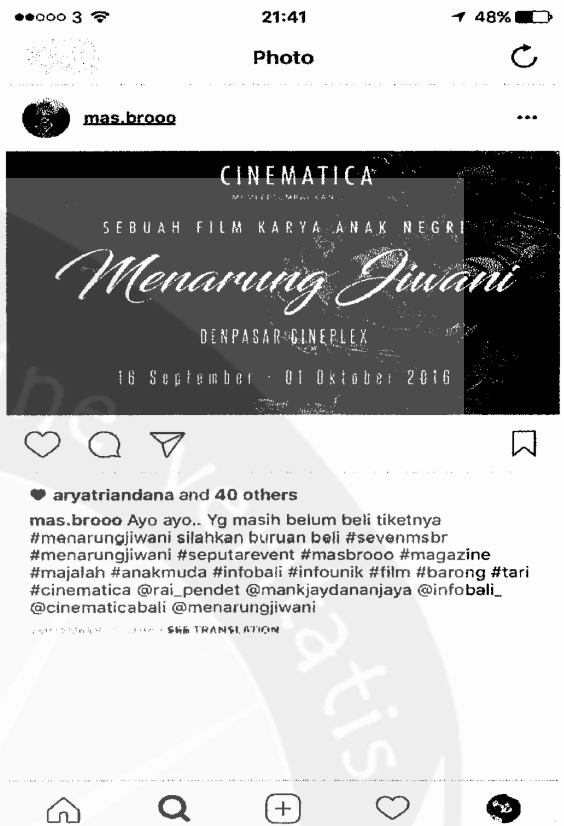 3 21:41 48%
Photo
mas.brooo
CINEMATICA
SEBUAH FILM KARYA ANAK NEGRI
Menarung Jiwani
DENPASAR CINEPLEX
16 September - 01 Oktober 2016
aryatriandana and 40 others
mas.brooo Ayo ayo.. Yg masih belum beli tiketnya
#menarungjiwani silahkan buruan beli #sevenmsbr
#menarungjiwani #seputarevent #masbrooo #magazine
#majalah #anakmuda #infobali #infounik #film #barong #tari
#cinematica @rai_pendet @mankjaydananjaya @infobali_
@cinematicabali @menarungjiwani
SEE TRANSLATION